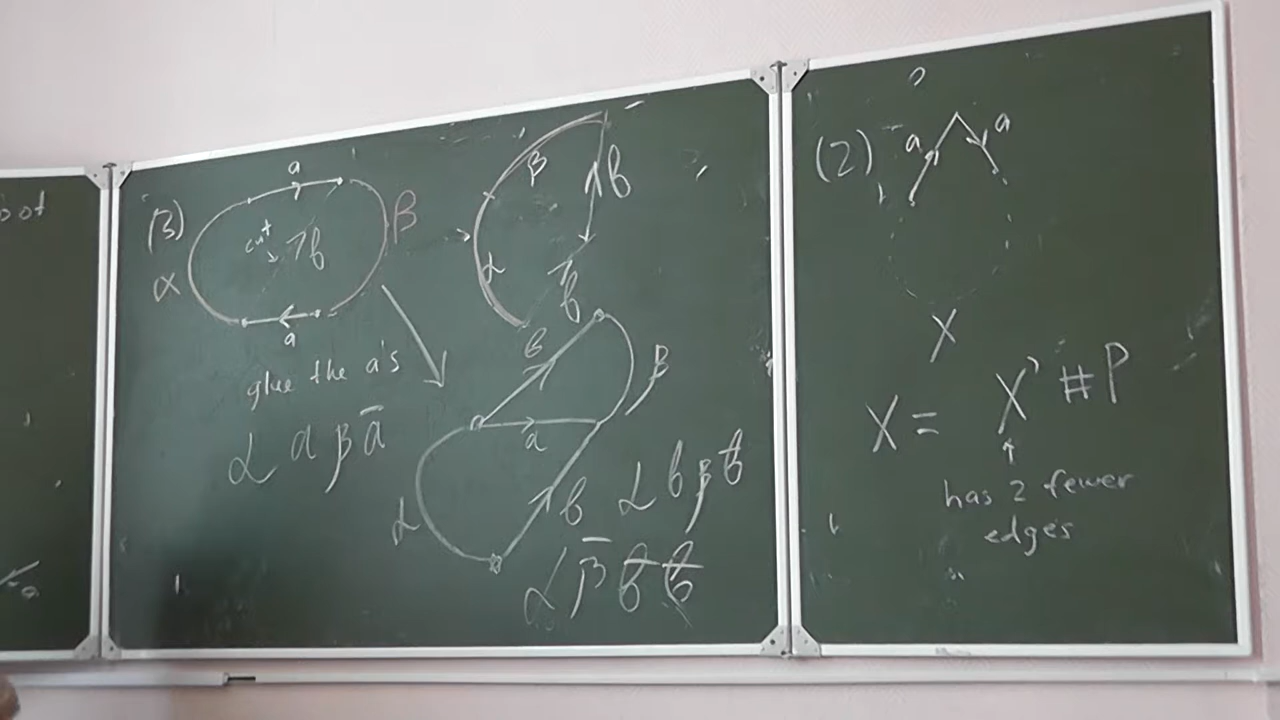 (3)
a
α
β
cut
b
a
glue the a's
α a β ā
β
b
α
b
b
β
a
α
b
α b β b̄
α β̄ b̄ b̄
(2)
a
a
X
X = X' # P
↑
has 2 fewer
edges
a